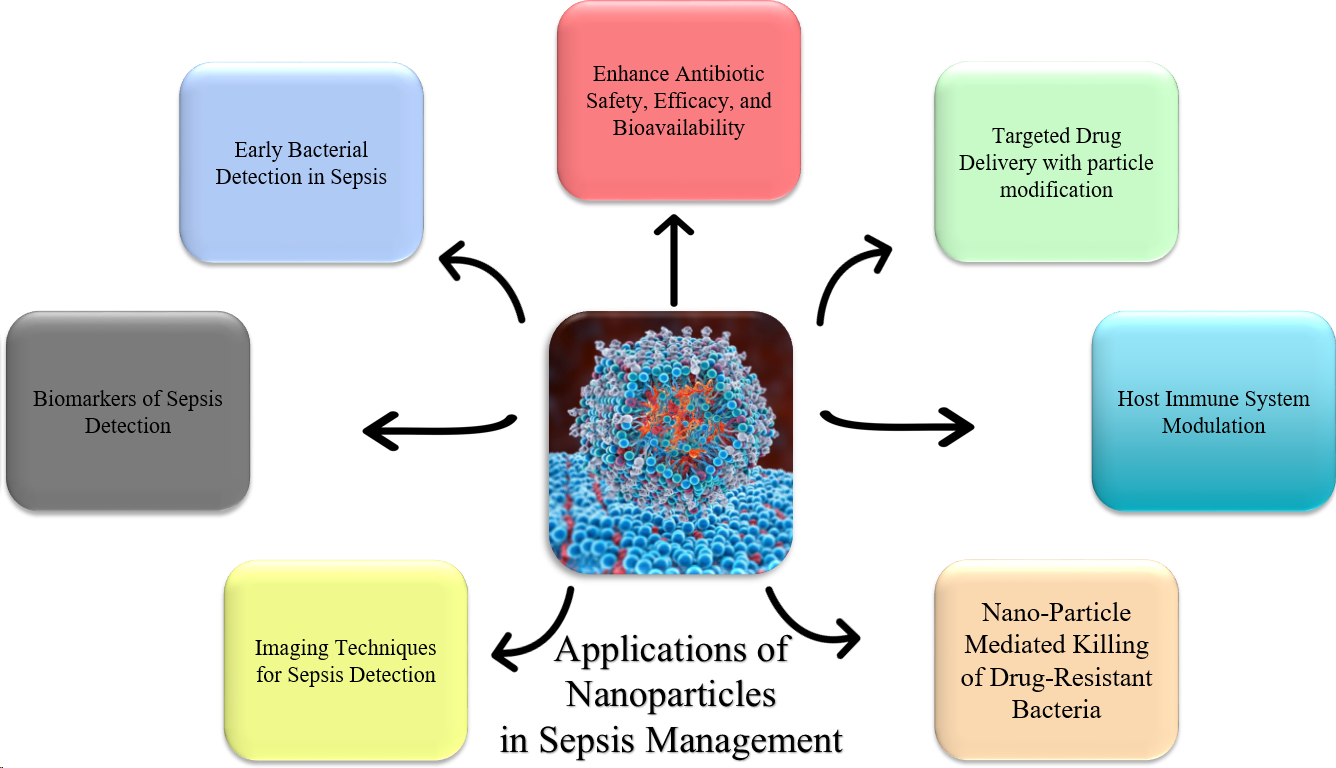 Enhance Antibiotic
Safety, Efficacy, and
Bioavailability
Early Bacterial
Detection in Sepsis
Targeted Drug
Delivery with particle
modification
Biomarkers of Sepsis
Detection
Host Immune System
Modulation
Imaging Techniques
for Sepsis Detection
Nano-Particle
Mediated Killing
of Drug-Resistant
Bacteria
Applications of
Nanoparticles
in Sepsis Management